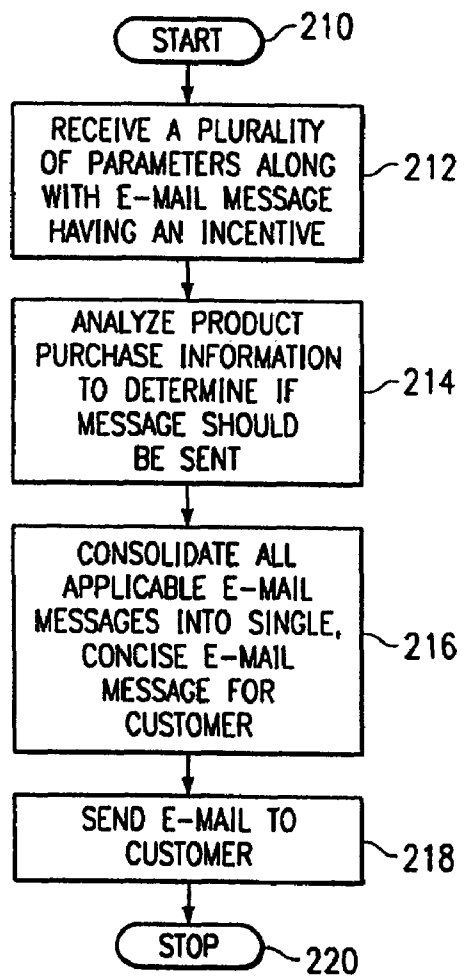 START
210
RECEIVE A PLURALITY
OF PARAMETERS ALONG
WITH E-MAIL MESSAGE
HAVING AN INCENTIVE
212
ANALYZE PRODUCT
PURCHASE INFORMATION
TO DETERMINE IF
MESSAGE SHOULD
BE SENT
214
CONSOLIDATE ALL
APPLICABLE E-MAIL
MESSAGES INTO SINGLE,
CONCISE E-MAIL
MESSAGE FOR
CUSTOMER
216
SEND E-MAIL TO
CUSTOMER
218
STOP
220